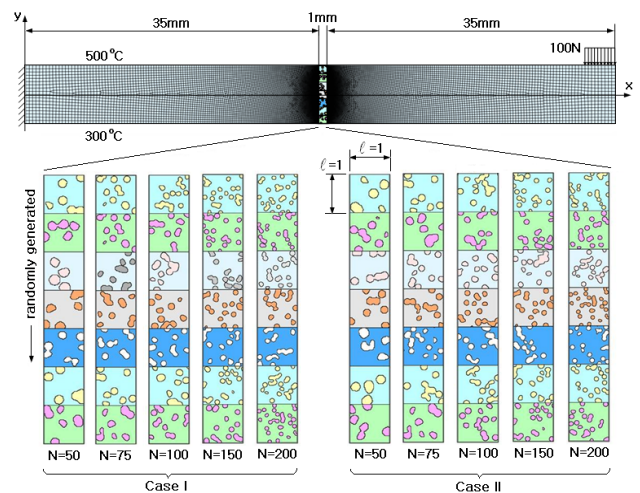 y
35mm
1mm
35mm
500°C
100N
x
300°C
ℓ=1
ℓ=1
randomly generated
N=50 N=75 N=100 N=150 N=200 N=50 N=75 N=100 N=150 N=200
Case I Case II